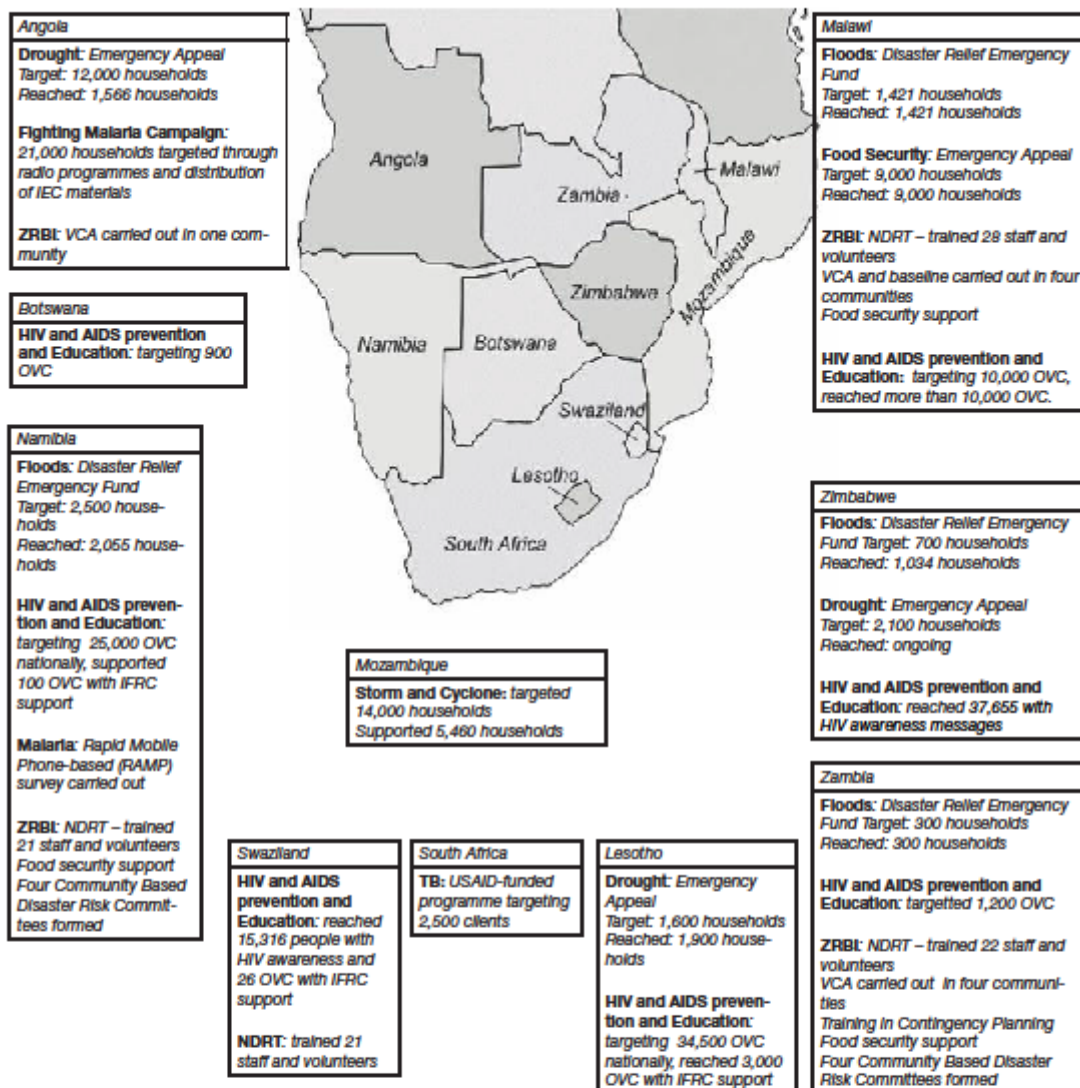 Angola
Drought: Emergency Appeal
Target: 12,000 households
Reached: 1,566 households
Fighting Malaria Campaign:
21,000 households targeted through
radio programmes and distribution
of IEC materials
ZRBI: VCA carried out in one com-
munity
Botswana
HIV and AIDS prevention
and Education: targeting 900
OVC
Namibia
Floods: Disaster Relief
Emergency Fund
Target: 2,500 house-
holds
Reached: 2,055 house-
holds
HIV and AIDS preven-
tion and Education:
targeting 25,000 OVC
nationally, supported
100 OVC with IFRC
support
Malaria: Rapid Mobile
Phone-based (RAMP)
survey carried out
ZRBI: NDRT – trained
21 staff and volunteers
Food security support
Four Community Based
Disaster Risk Commit-
tees formed
Angola
Zambia
Malawi
Mozambique
Zimbabwe
Namibia
Botswana
Swaziland
Lesotho
South Africa
Mozambique
Storm and Cyclone: targeted
14,000 households
Supported 5,460 households
Swaziland
HIV and AIDS
prevention and
Education: reached
15,316 people with
HIV awareness and
26 OVC with IFRC
support
NDRT: trained 21
staff and volunteers
South Africa
TB: USAID-funded
programme targeting
2,500 clients
Lesotho
Drought: Emergency
Appeal
Target: 1,600 households
Reached: 1,900 house-
holds
HIV and AIDS preven-
tion and Education:
targeting 34,500 OVC
nationally, reached 3,000
OVC with IFRC support
Malawi
Floods: Disaster Relief Emergency
Fund
Target: 1,421 households
Reached: 1,421 households
Food Security: Emergency Appeal
Target: 9,000 households
Reached: 9,000 households
ZRBI: NDRT – trained 28 staff and
volunteers
VCA and baseline carried out in four
communities
Food security support
HIV and AIDS prevention and
Education: targeting 10,000 OVC,
reached more than 10,000 OVC.
Zimbabwe
Floods: Disaster Relief Emergency
Fund Target: 700 households
Reached: 1,034 households
Drought: Emergency Appeal
Target: 2,100 households
Reached: ongoing
HIV and AIDS prevention and
Education: reached 37,655 with
HIV awareness messages
Zambia
Floods: Disaster Relief Emergency
Fund Target: 300 households
Reached: 300 households
HIV and AIDS prevention and
Education: targetted 1,200 OVC
ZRBI: NDRT – trained 22 staff and
volunteers
VCA carried out in four communi-
ties
Training in Contingency Planning
Food security support
Four Community Based Disaster
Risk Committees formed